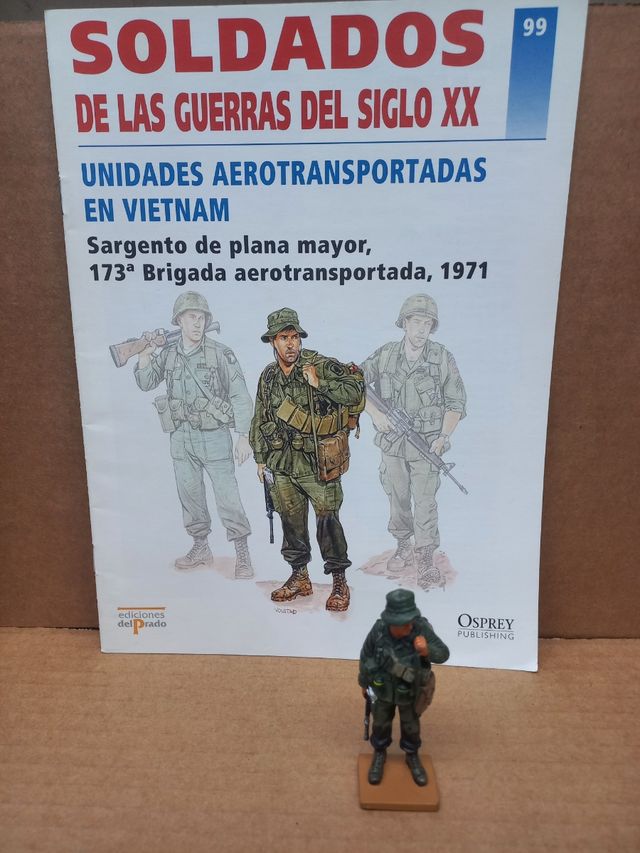 SOLDADOS
99
DE LAS GUERRAS DEL SIGLO XX
UNIDADES AEROTRANSPORTADAS
EN VIETNAM
Sargento de plana mayor,
173ª Brigada aerotransportada, 1971
VOLSTAD
ediciones
delPrado
OSPREY
PUBLISHING